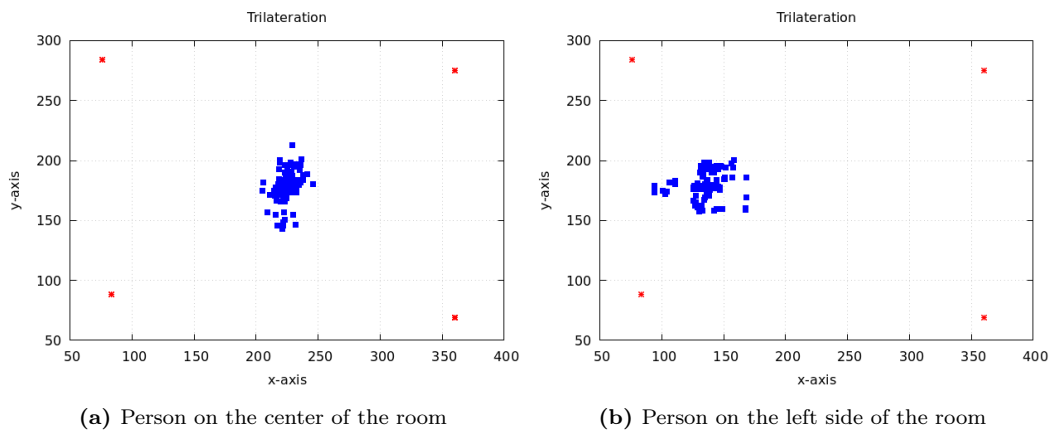 Trilateration
300
250
200
150
100
50
50 100 150 200 250 300 350 400
y-axis
x-axis
(a) Person on the center of the room
Trilateration
300
250
200
150
100
50
50 100 150 200 250 300 350 400
y-axis
x-axis
(b) Person on the left side of the room